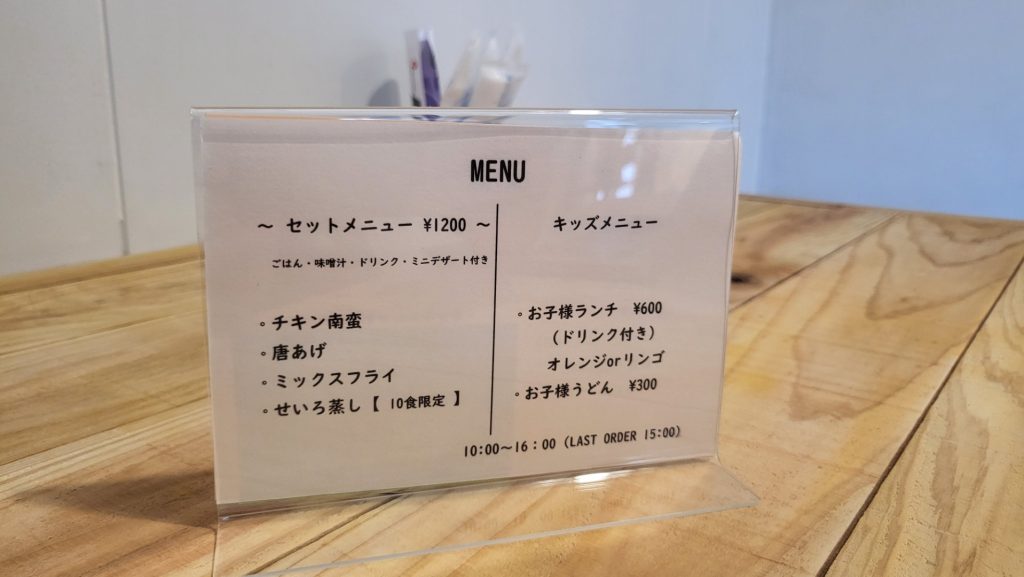 MENU
～ セットメニュー ¥1200 ～
ごはん・味噌汁・ドリンク・ミニデザート付き
。チキン南蛮
。唐あげ
。ミックスフライ
。せいろ蒸し【 10食限定 】
キッズメニュー
。お子様ランチ ¥600
（ドリンク付き）
オレンジorリンゴ
。お子様うどん ¥300
10:00～16：00（LAST ORDER 15:00）